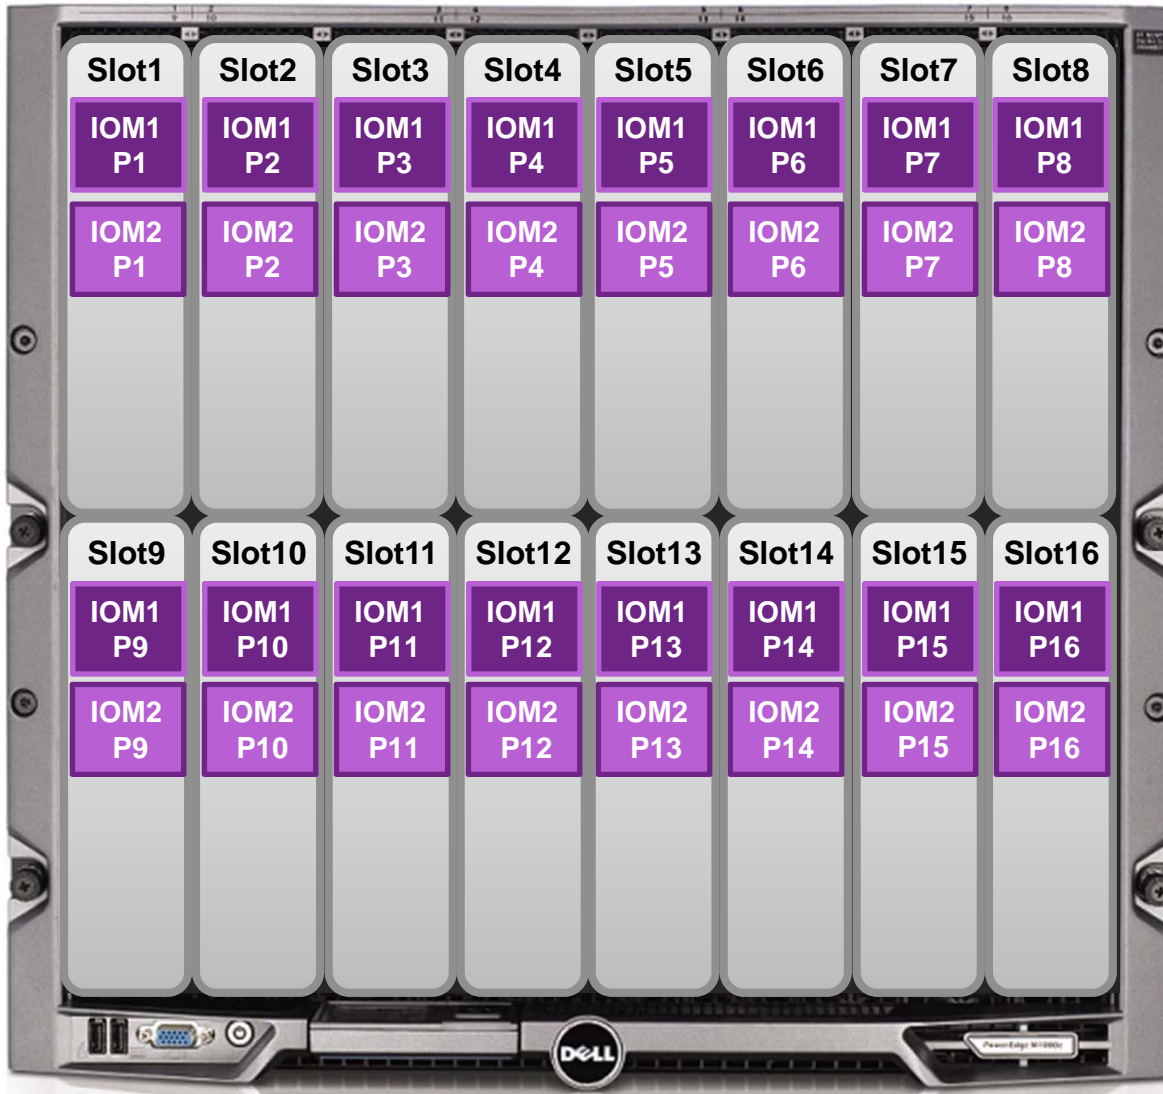 Slot1 Slot2 Slot3 Slot4 Slot5 Slot6 Slot7 Slot8
IOM1 IOM1 IOM1 IOM1 IOM1 IOM1 IOM1 IOM1
P1 P2 P3 P4 P5 P6 P7 P8
IOM2 IOM2 IOM2 IOM2 IOM2 IOM2 IOM2 IOM2
P1 P2 P3 P4 P5 P6 P7 P8
Slot9 Slot10 Slot11 Slot12 Slot13 Slot14 Slot15 Slot16
IOM1 IOM1 IOM1 IOM1 IOM1 IOM1 IOM1 IOM1
P9 P10 P11 P12 P13 P14 P15 P16
IOM2 IOM2 IOM2 IOM2 IOM2 IOM2 IOM2 IOM2
P9 P10 P11 P12 P13 P14 P15 P16
DELL
PowerEdge M1000e